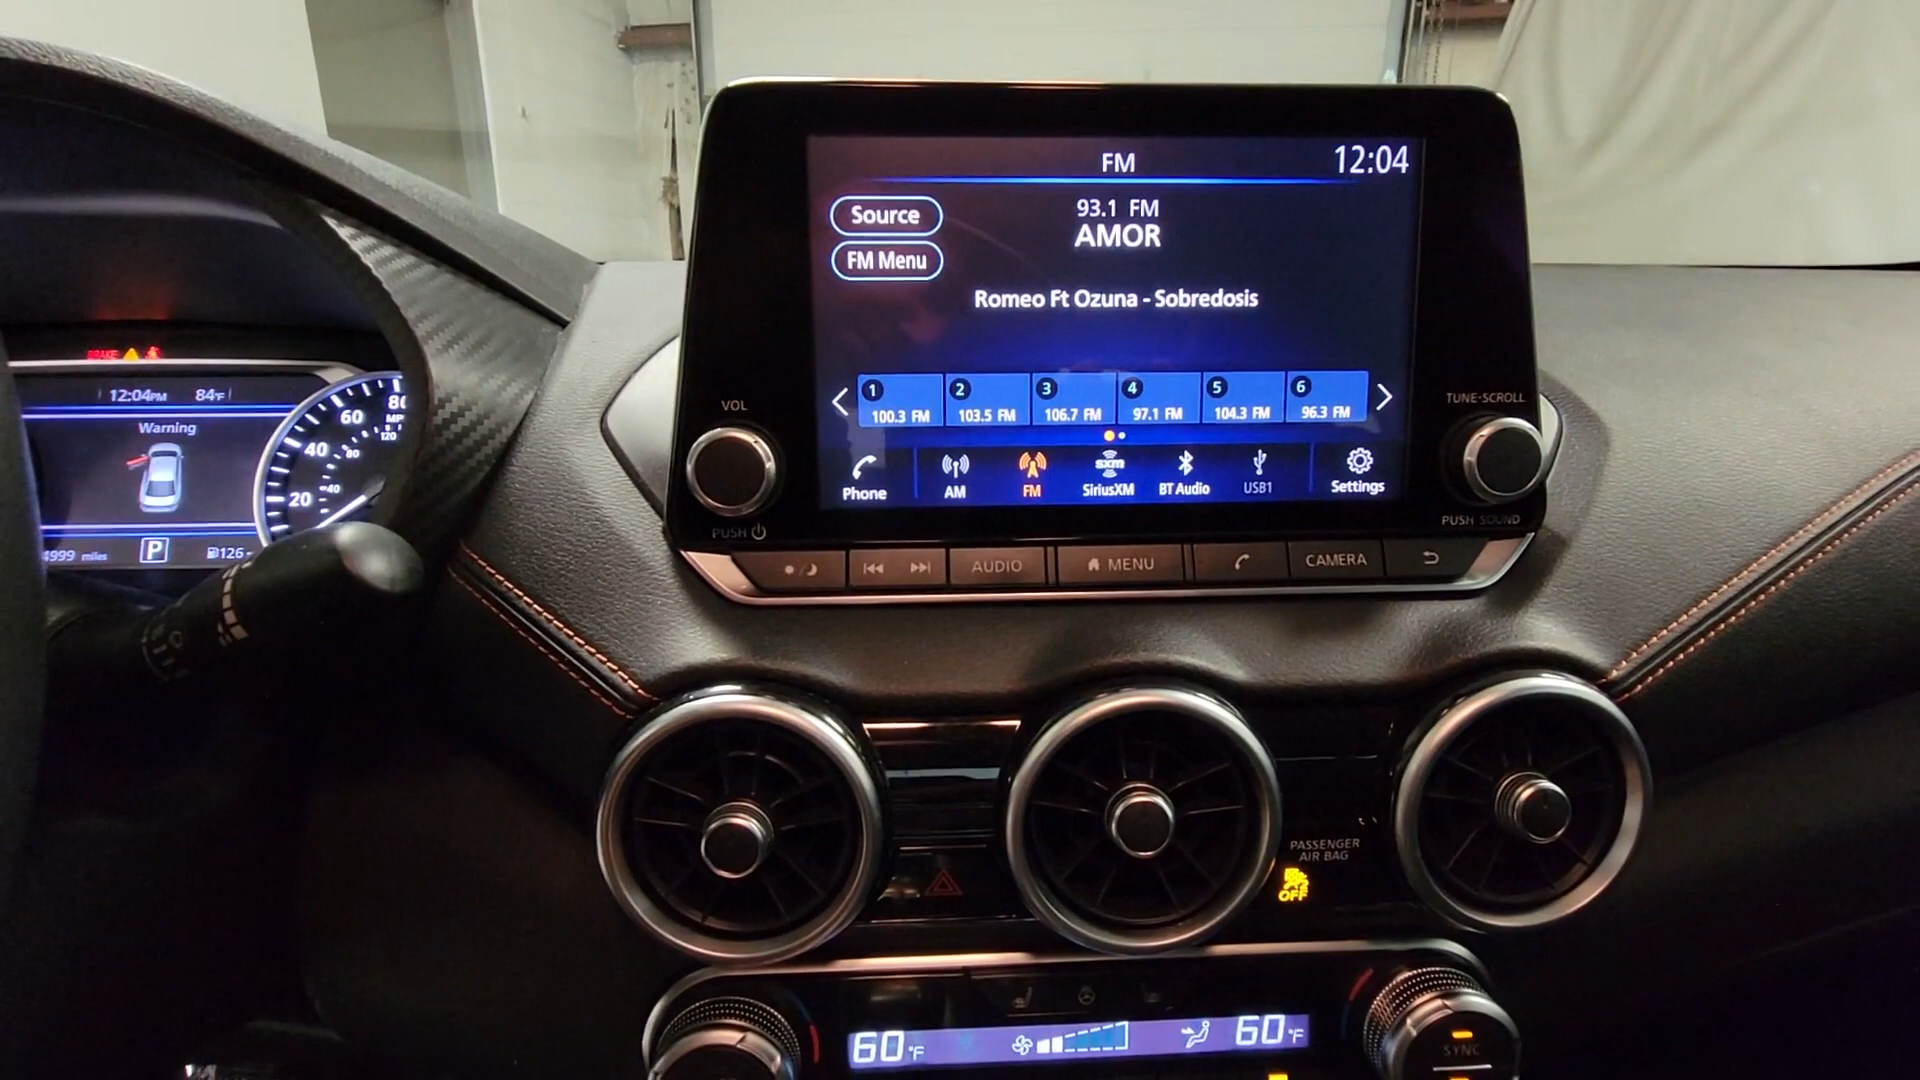 FM
12:04
Source
93.1 FM
AMOR
FM Menu
Romeo Ft Ozuna - Sobredosis
1
2
3
4
5
6
100.3 FM
103.5 FM
106.7 FM
97.1 FM
104.3 FM
96.3 FM
Phone
AM
FM
sxm
SiriusXM
BT Audio
USB1
Settings
VOL
PUSH
TUNE·SCROLL
PUSH SOUND
AUDIO
MENU
CAMERA
BRAKE
12:04PM
84°F
Warning
4999 miles
P
126
20
40
60
80
40
80
120
PASSENGER
AIR BAG
OFF
60°F
60°F
SYNC